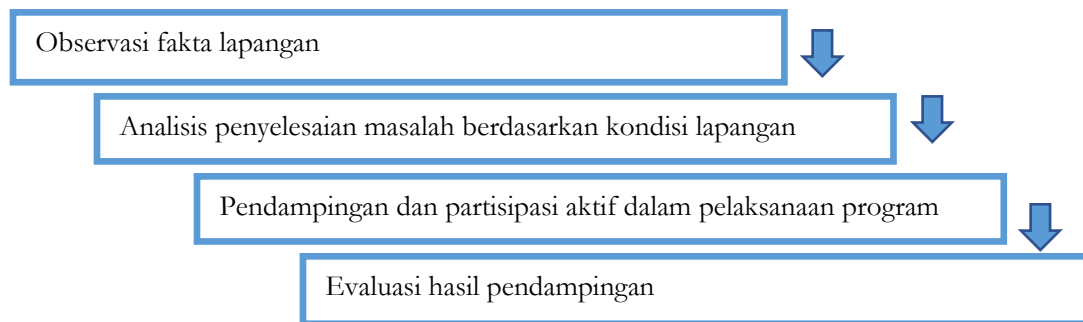 Observasi fakta lapangan
Analisis penyelesaian masalah berdasarkan kondisi lapangan
Pendampingan dan partisipasi aktif dalam pelaksanaan program
Evaluasi hasil pendampingan